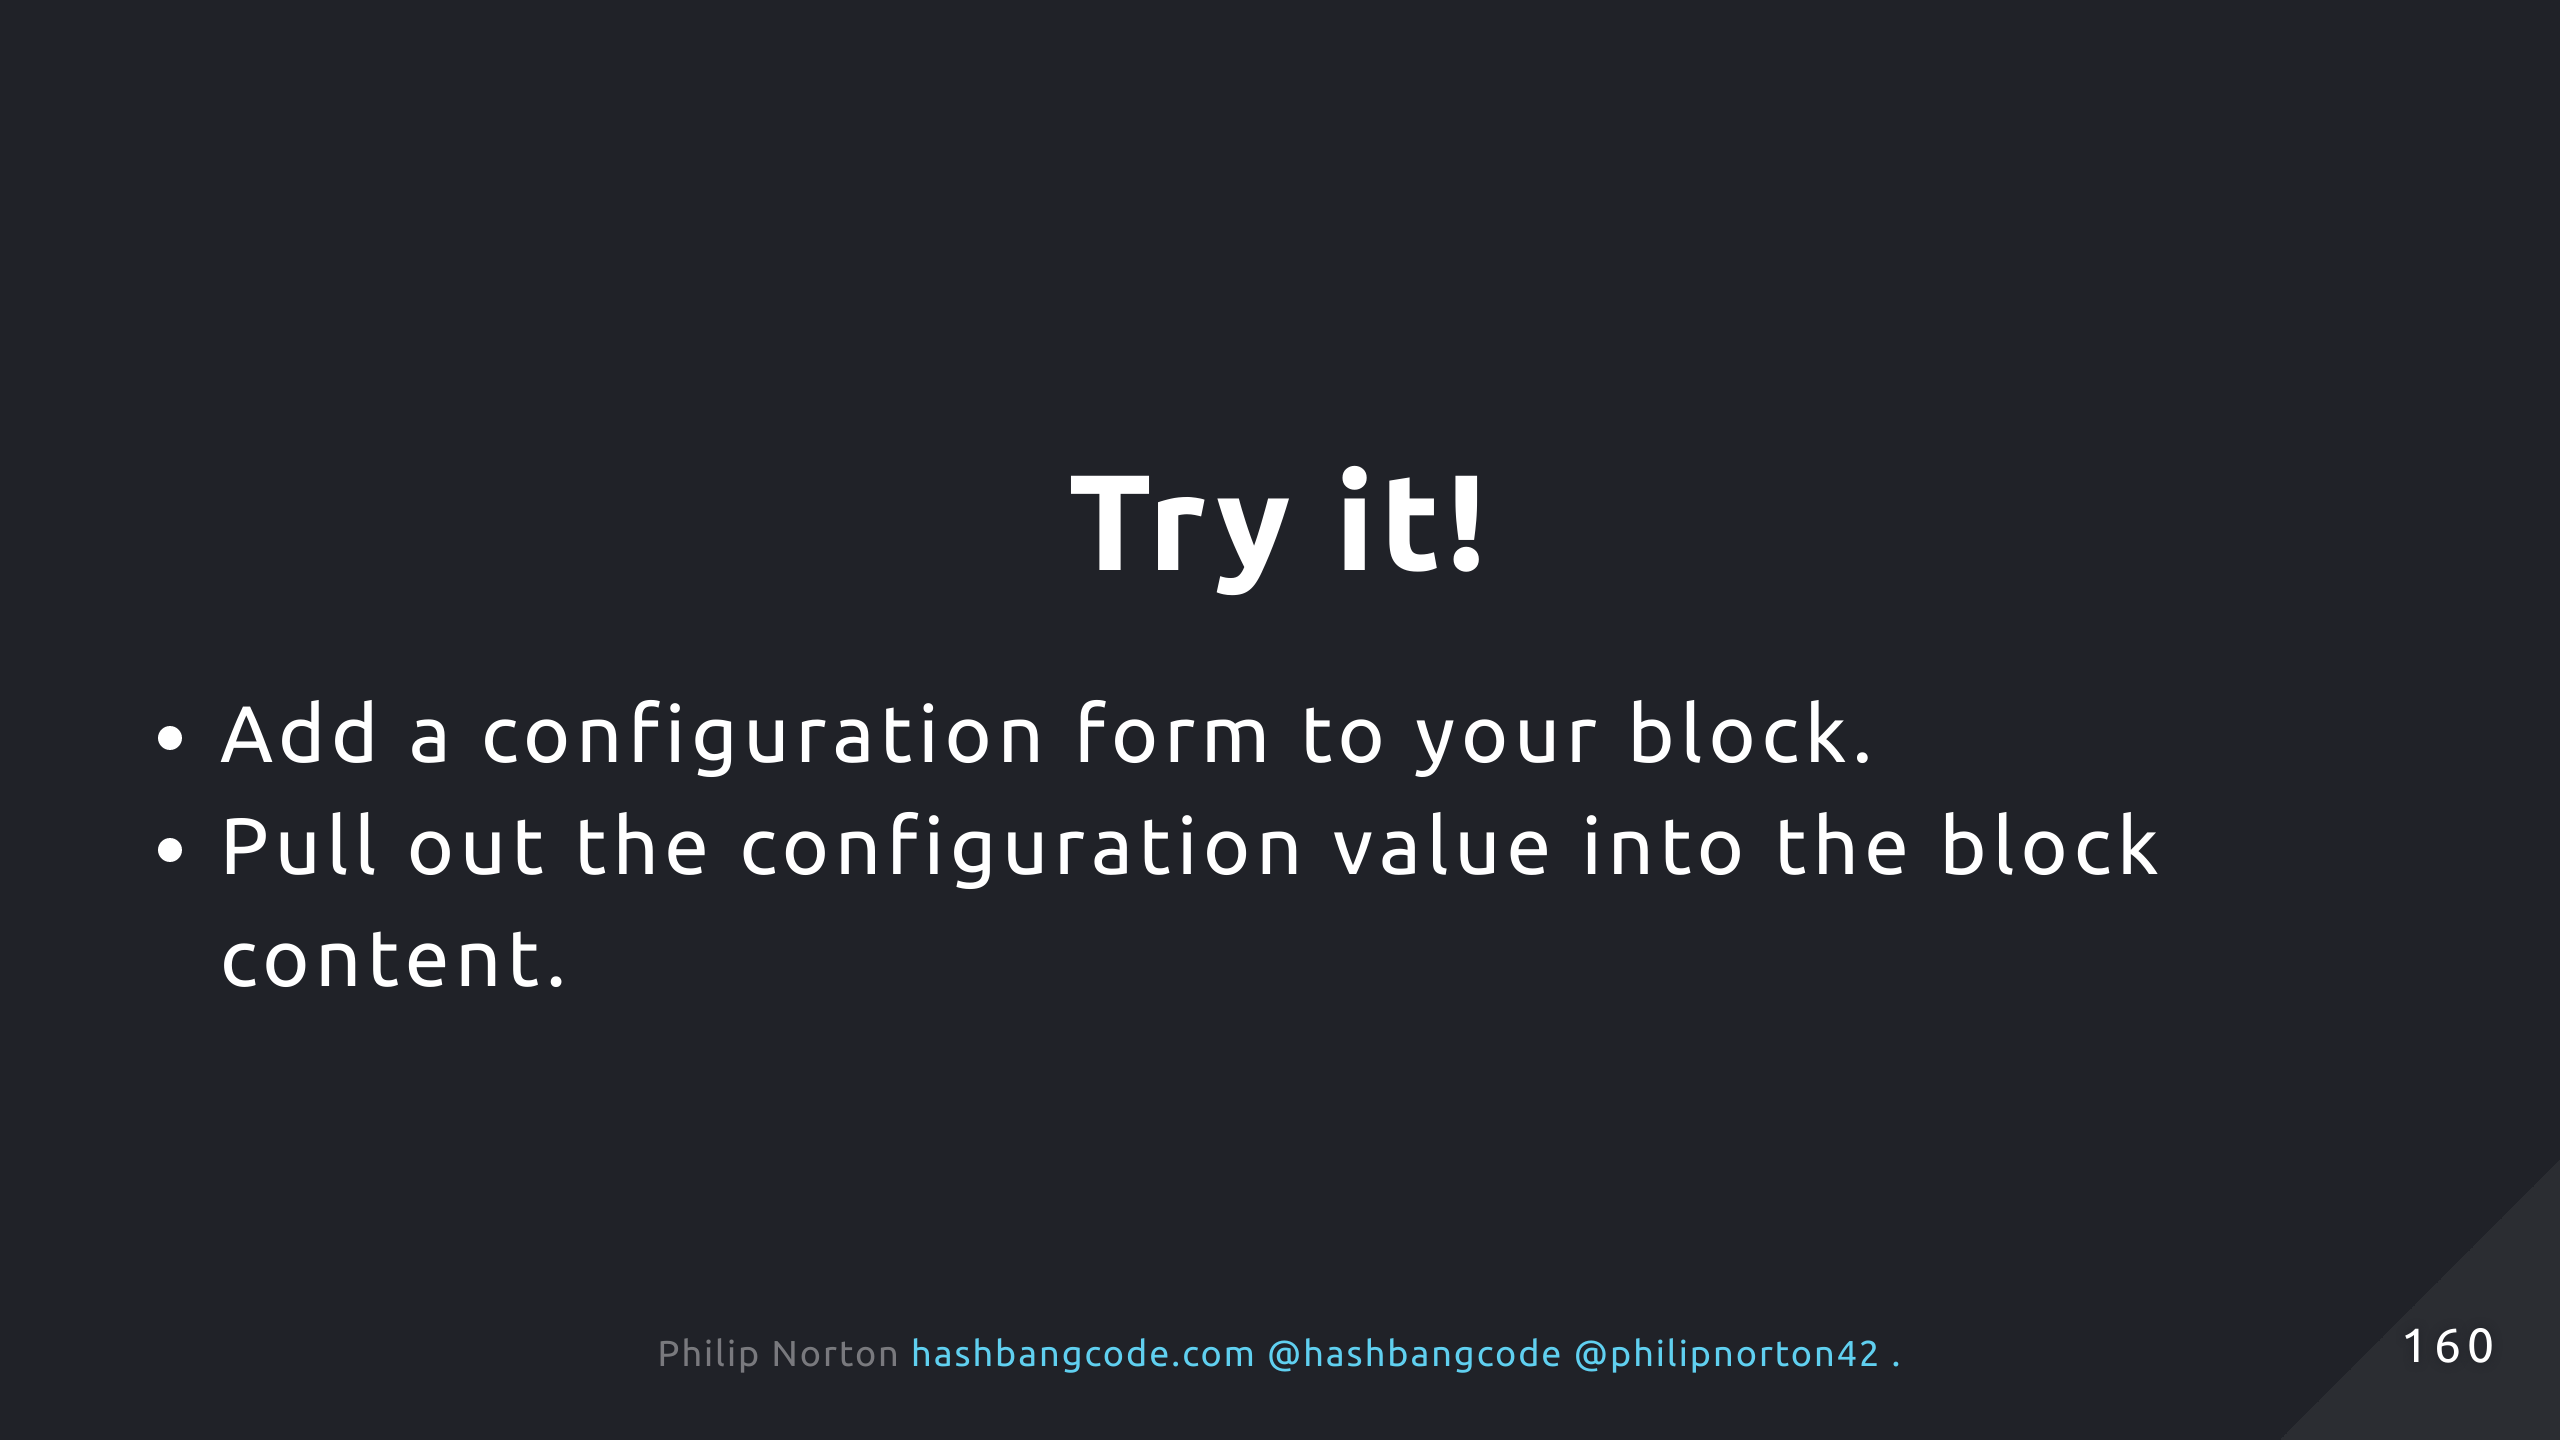 Try it!
• Add a configuration form to your block.
• Pull out the configuration value into the block
content.
Philip Norton hashbangcode.com @hashbangcode @philipnorton42 .
160